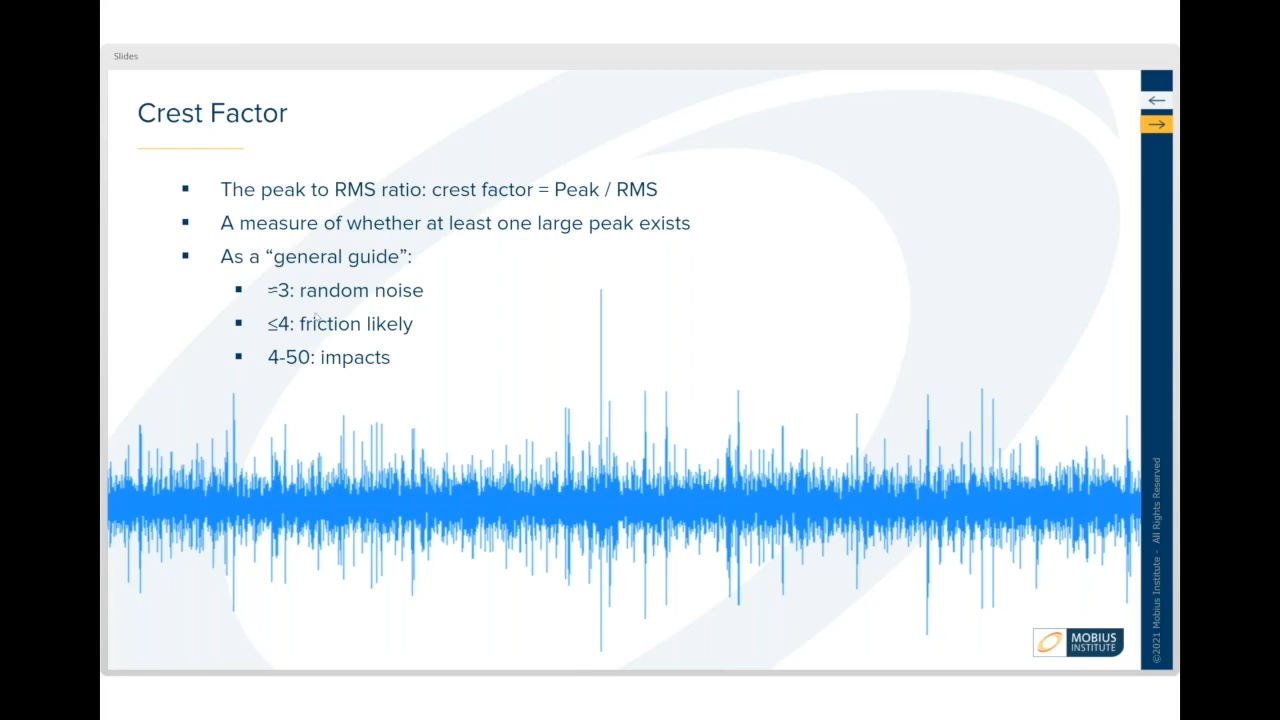 Slides
Crest Factor
▪ The peak to RMS ratio: crest factor = Peak / RMS
▪ A measure of whether at least one large peak exists
▪ As a “general guide”:
▪ ≈3: random noise
▪ ≤4: friction likely
▪ 4-50: impacts
©2021 Mobius Institute - All Rights Reserved
MOBIUS
INSTITUTE